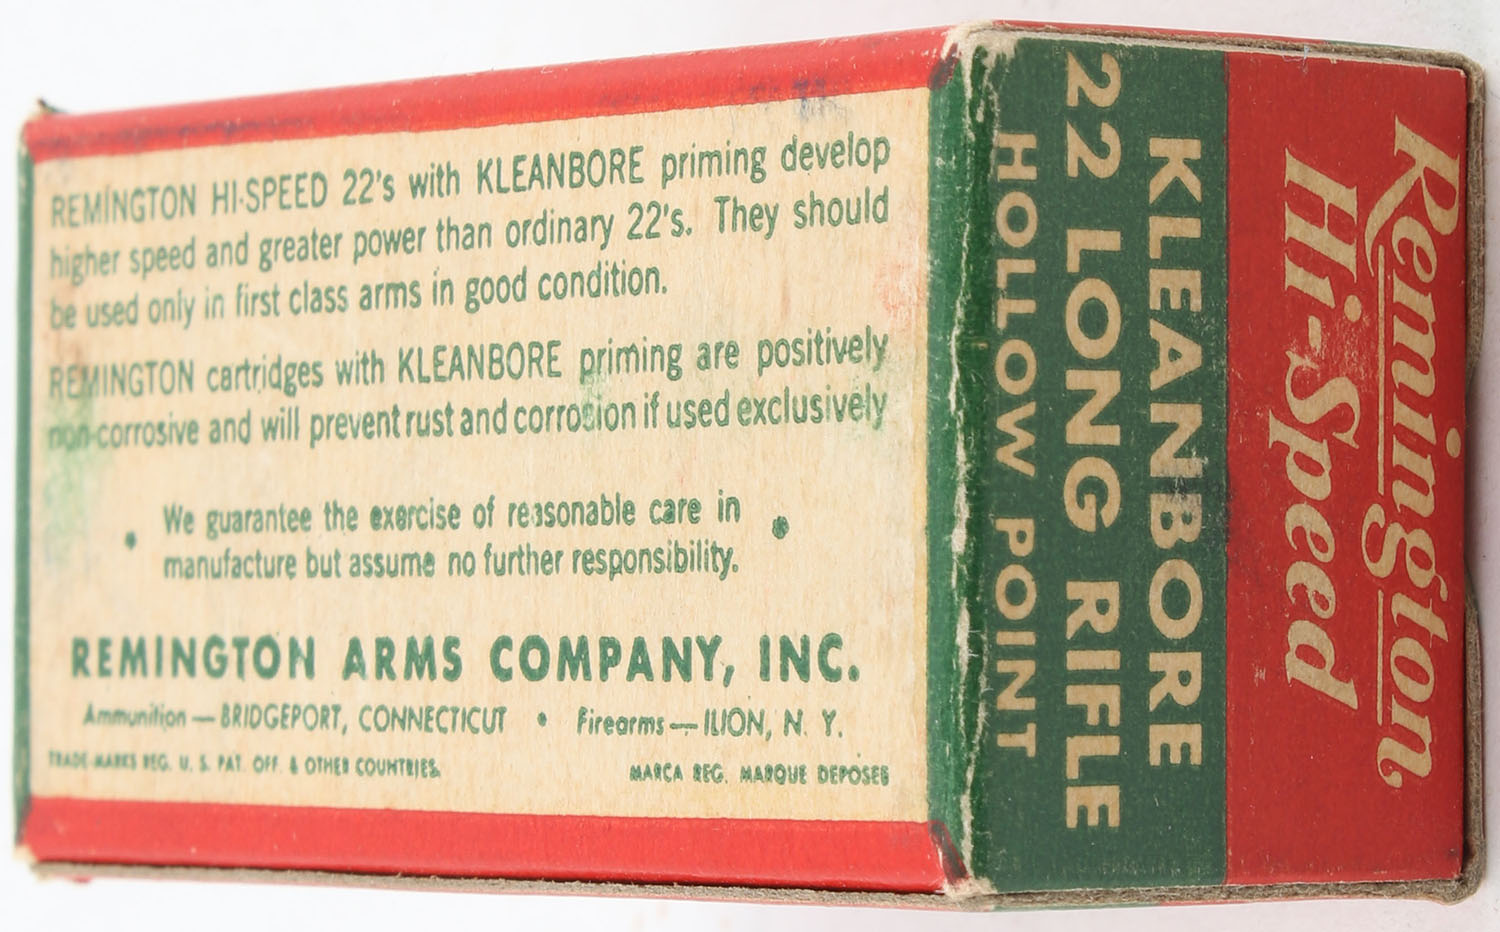 REMINGTON HI-SPEED 22's with KLEANBORE priming develop
higher speed and greater power than ordinary 22's. They should
be used only in first class arms in good condition.
REMINGTON cartridges with KLEANBORE priming are positively
non-corrosive and will prevent rust and corrosion if used exclusively
• We guarantee the exercise of reasonable care in •
manufacture but assume no further responsibility.
REMINGTON ARMS COMPANY, INC.
Ammunition — BRIDGEPORT, CONNECTICUT • Firearms — ILION, N. Y.
TRADE-MARKS REG. U. S. PAT. OFF. & OTHER COUNTRIES.
MARCA REG. MARQUE DEPOSEE
Remington
Hi-Speed
KLEANBORE
22 LONG RIFLE
HOLLOW POINT